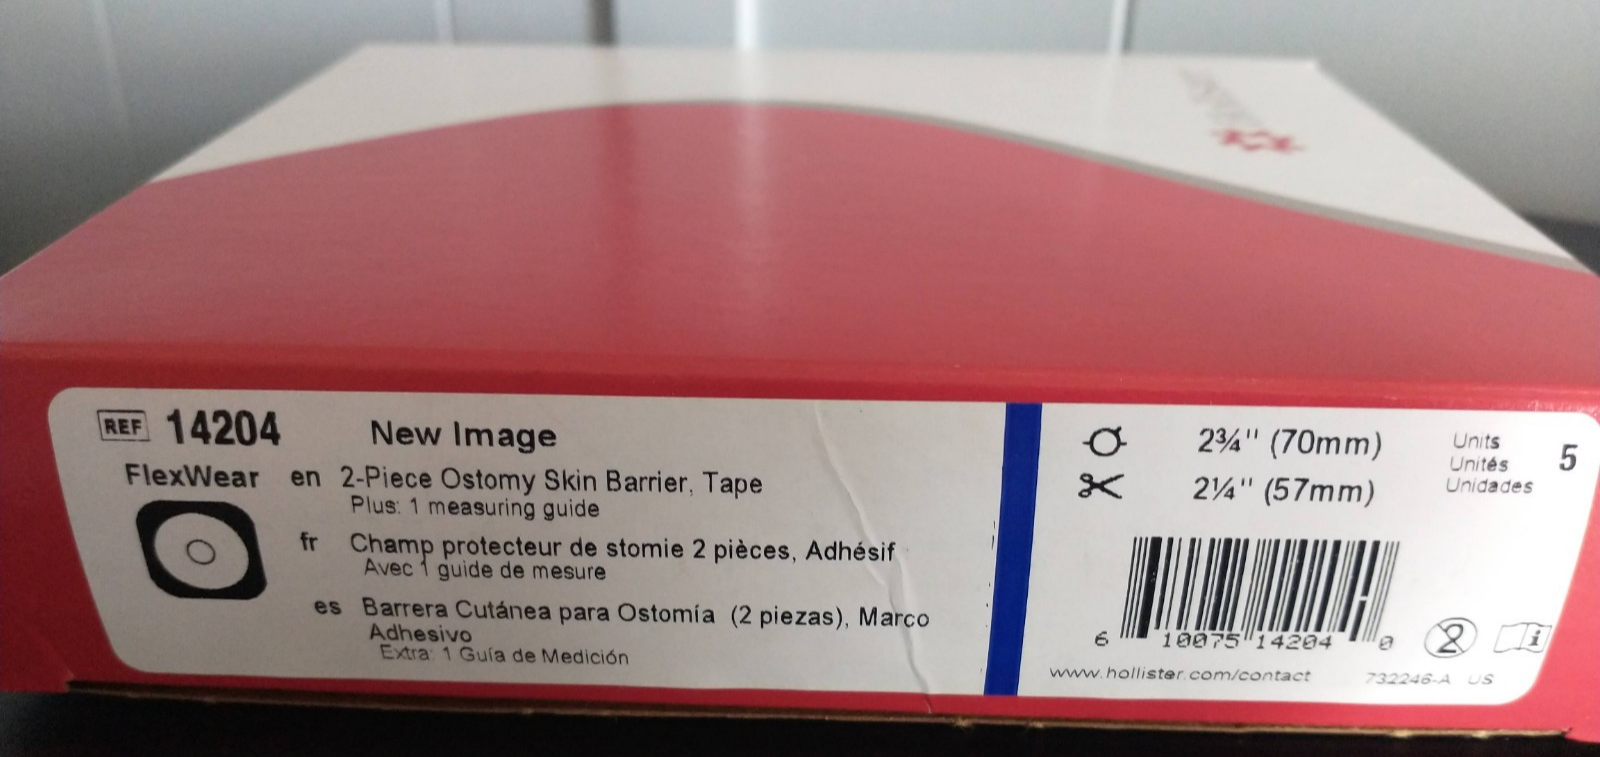 REF 14204
New Image
FlexWear
en 2-Piece Ostomy Skin Barrier, Tape
Plus: 1 measuring guide
fr Champ protecteur de stomie 2 pièces, Adhésif
Avec 1 guide de mesure
es Barrera Cutánea para Ostomía (2 piezas), Marco
Adhesivo
Extra: 1 Guía de Medición
2¾" (70mm)
2¼" (57mm)
Units
Unités
Unidades
5
6 10075 14204 0
2
i
www.hollister.com/contact
732246-A US